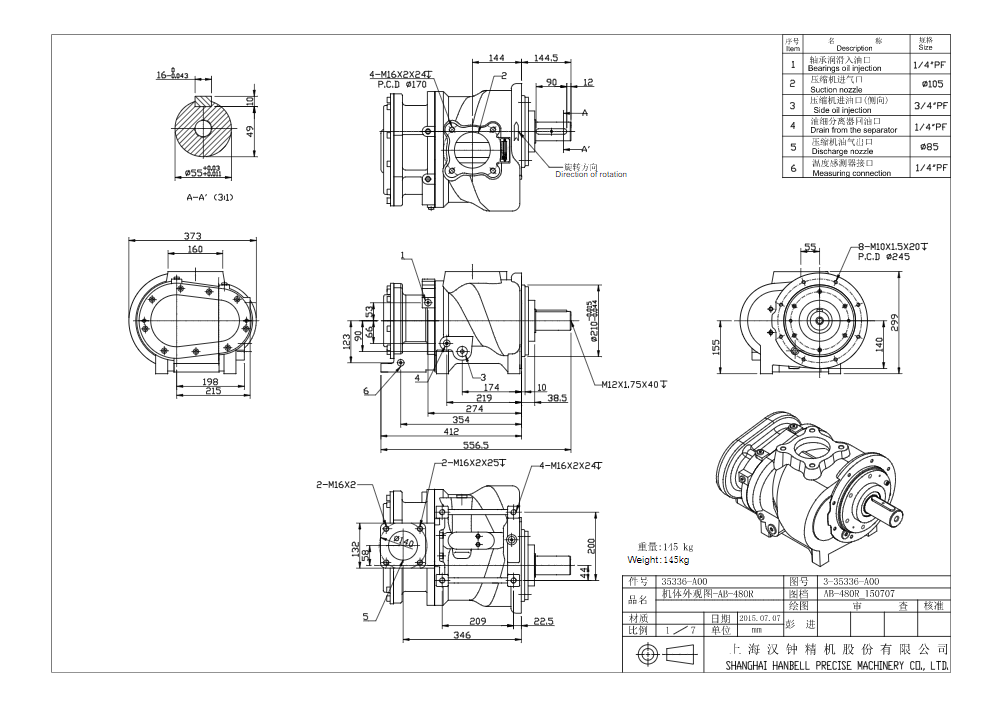 序号 名 称 规格
Item Description Size
1 轴承润滑入油口 1/4"PF
Bearings oil injection
2 压缩机进气口 ø105
Suction nozzle
3 压缩机进油口(侧向) 3/4"PF
Side oil injection
4 油细分离器回油口 1/4"PF
Drain from the separator
5 压缩机油气出口 ø85
Discharge nozzle
6 温度感测器接口 1/4"PF
Measuring connection
16-0.043
0
10
49
ø55+0.03
+0.011
A-A' (3:1)
4-M16X2X24
P.C.D ø170
144
144.5
2
90
12
A
A'
旋转方向
Direction of rotation
373
160
198
215
1
53
66
90
123
6
4
3
174
10
219
38.5
274
354
412
556.5
ø210-0.015
-0.044
M12X1.75X40
55
8-M10X1.5X20
P.C.D ø245
155
140
299
2-M16X2X25
2-M16X2
4-M16X2X24
ø140
132
58
5
200
44
209
22.5
346
重量:145 kg
Weight:145kg
件号 35336-A00 图号 3-35336-A00
品名 机体外观图-AB-480R 图档 AB-480R_150707
绘图 审 查 核准
材质 日期 2015.07.07 彭 进
比例 1/7 单位 mm
上海汉钟精机股份有限公司
SHANGHAI HANBELL PRECISE MACHINERY CO., LTD.